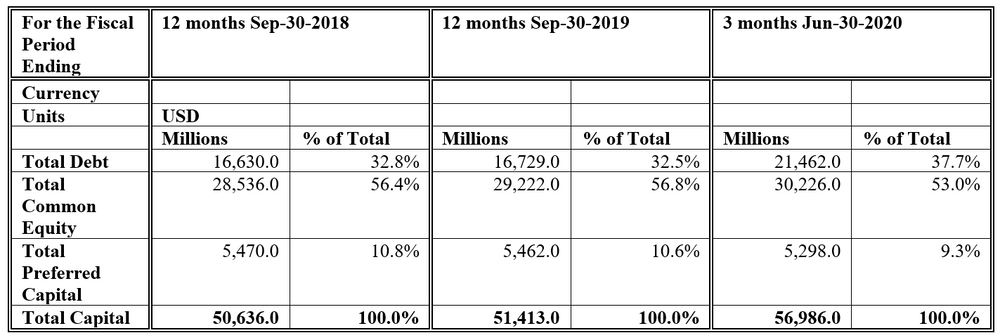 For the Fiscal Period Ending 12 months Sep-30-2018 12 months Sep-30-2019 3 months Jun-30-2020
Currency
Units USD
Millions % of Total Millions % of Total Millions % of Total
Total Debt 16,630.0 32.8% 16,729.0 32.5% 21,462.0 37.7%
Total Common Equity 28,536.0 56.4% 29,222.0 56.8% 30,226.0 53.0%
Total Preferred Capital 5,470.0 10.8% 5,462.0 10.6% 5,298.0 9.3%
Total Capital 50,636.0 100.0% 51,413.0 100.0% 56,986.0 100.0%